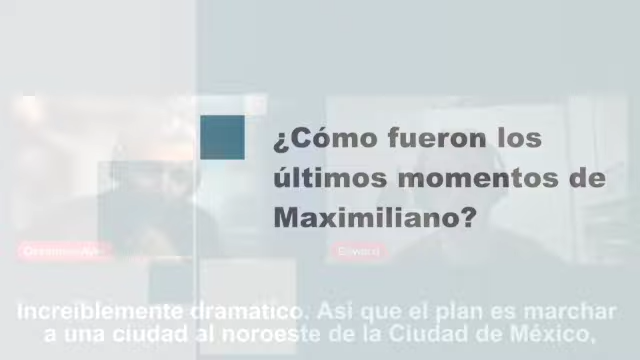 ¿Cómo fueron los
últimos momentos de
Maximiliano?
Increiblemente dramático. Así que el plan es marchar
a una ciudad al noroeste de la Ciudad de México,